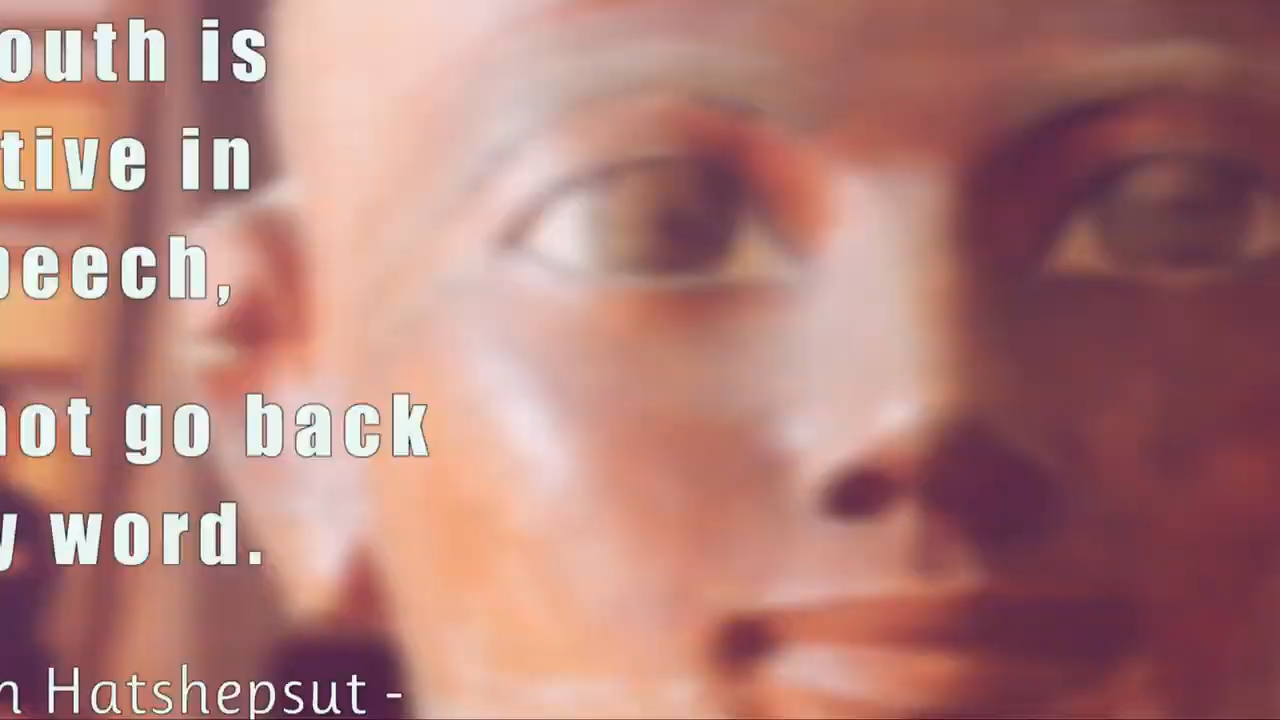 outh is
tive in
peech,
not go back
y word.
n Hatshepsut -